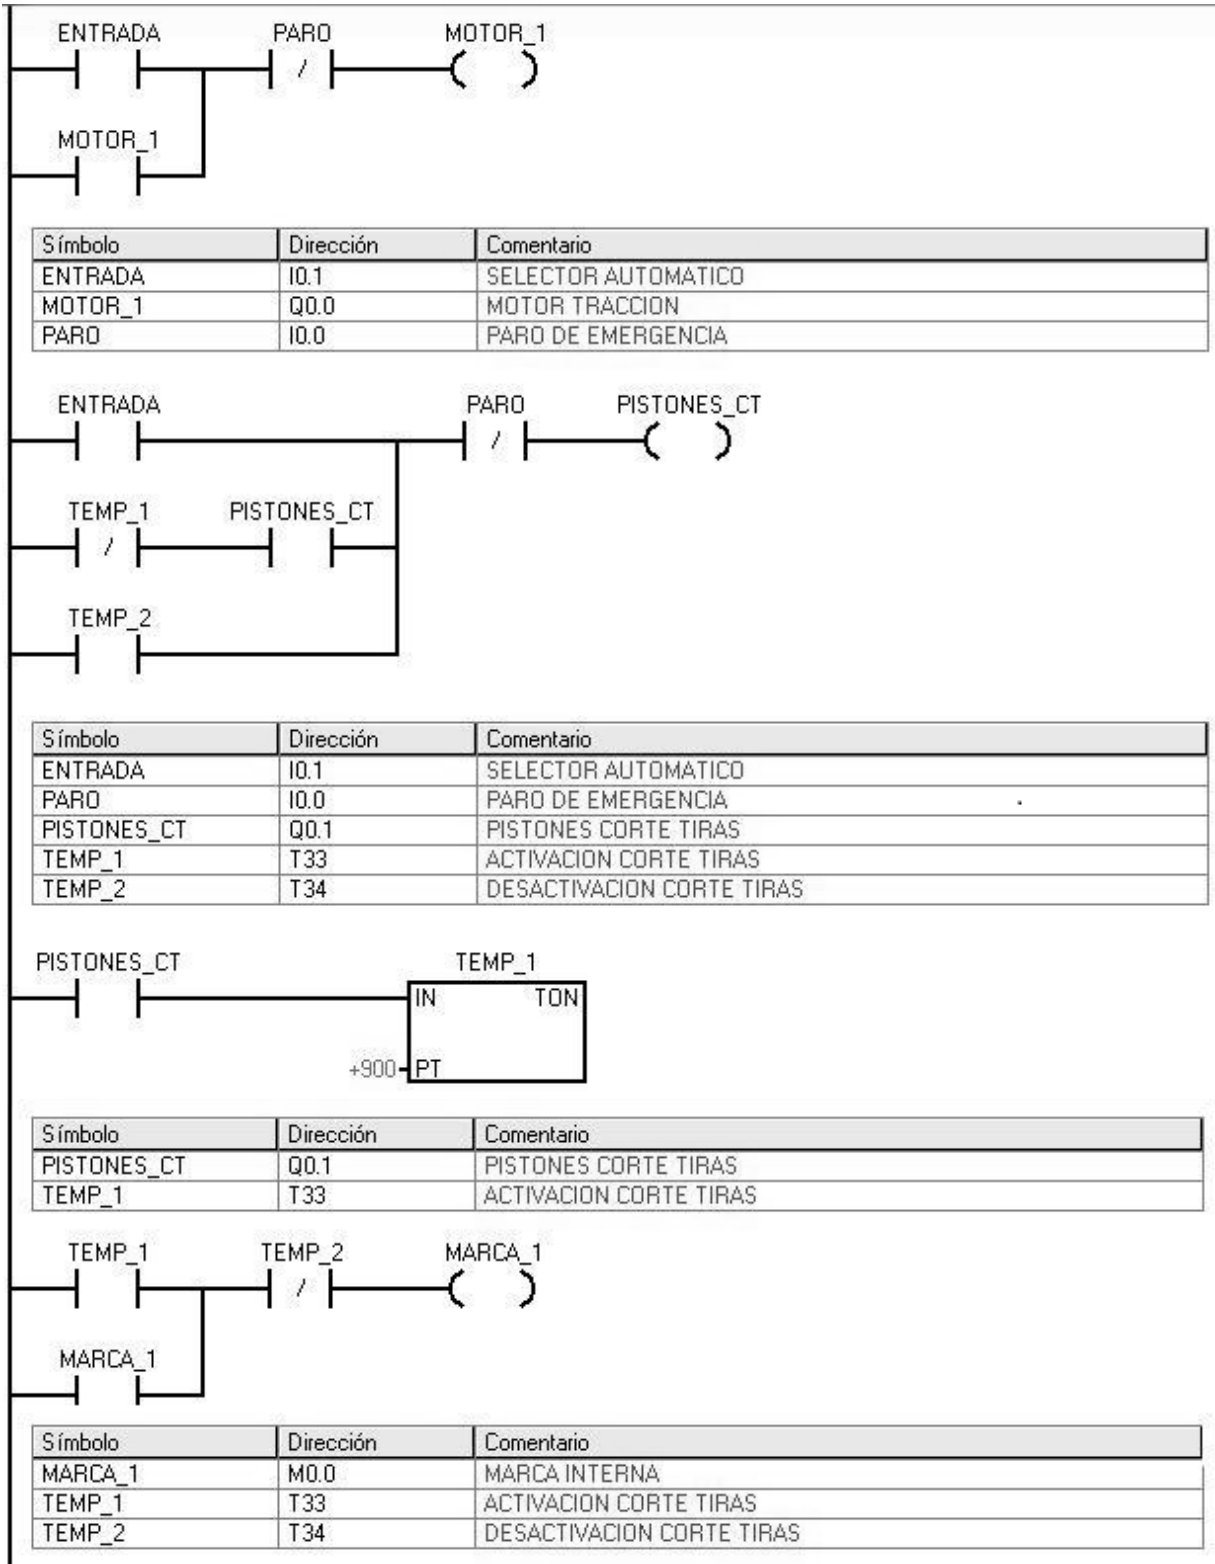 ENTRADA PARO MOTOR_1
/
MOTOR_1
Símbolo Dirección Comentario
ENTRADA I0.1 SELECTOR AUTOMATICO
MOTOR_1 Q0.0 MOTOR TRACCION
PARO I0.0 PARO DE EMERGENCIA
ENTRADA PARO PISTONES_CT
/
TEMP_1 PISTONES_CT
/
TEMP_2
Símbolo Dirección Comentario
ENTRADA I0.1 SELECTOR AUTOMATICO
PARO I0.0 PARO DE EMERGENCIA
PISTONES_CT Q0.1 PISTONES CORTE TIRAS
TEMP_1 T33 ACTIVACION CORTE TIRAS
TEMP_2 T34 DESACTIVACION CORTE TIRAS
PISTONES_CT TEMP_1
IN TON
+900 PT
Símbolo Dirección Comentario
PISTONES_CT Q0.1 PISTONES CORTE TIRAS
TEMP_1 T33 ACTIVACION CORTE TIRAS
TEMP_1 TEMP_2 MARCA_1
/
MARCA_1
Símbolo Dirección Comentario
MARCA_1 M0.0 MARCA INTERNA
TEMP_1 T33 ACTIVACION CORTE TIRAS
TEMP_2 T34 DESACTIVACION CORTE TIRAS